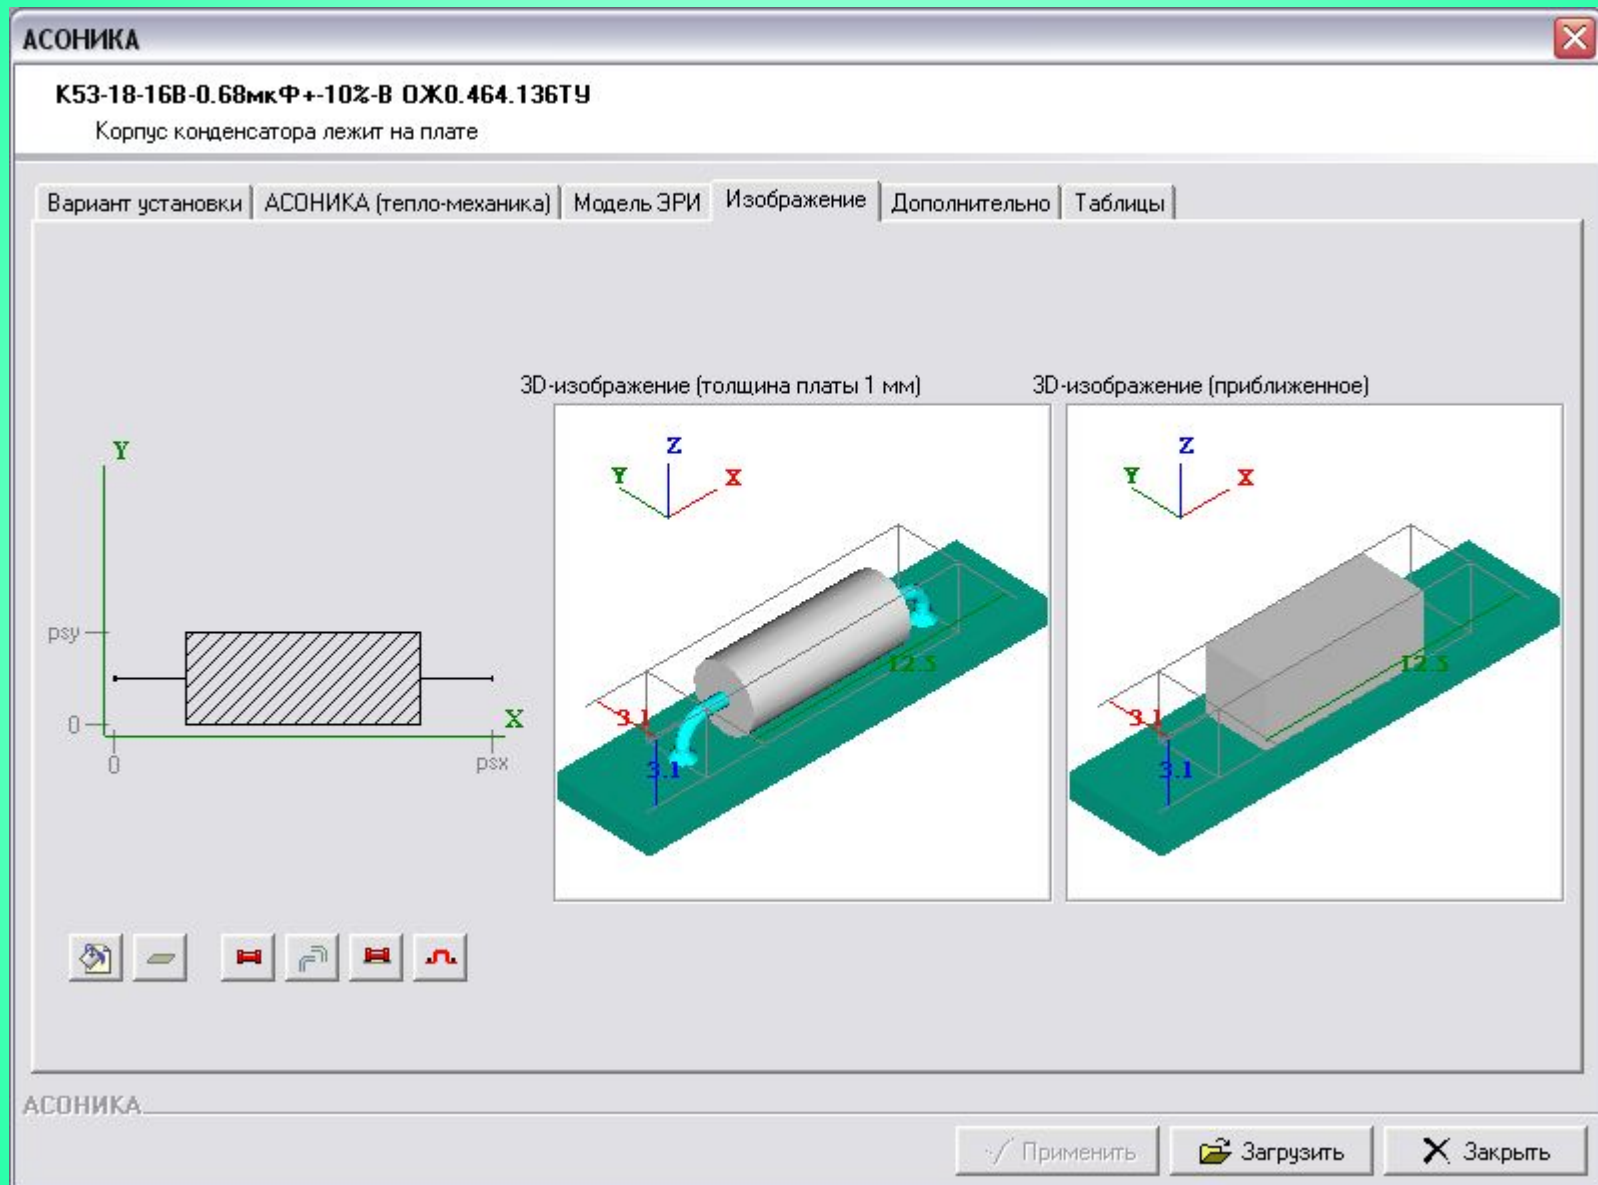 АСОНИКА
К53-18-16В-0.68мкФ+-10%-В ОЖ0.464.136ТУ
Корпус конденсатора лежит на плате
Вариант установки АСОНИКА (тепло-механика) Модель ЭРИ Изображение Дополнительно Таблицы
3D-изображение (толщина платы 1 мм) 3D-изображение (приближенное)
Y
psy
0
X
0 psx
Z
Y X
12.5
3.1
3.1
Z
Y X
12.5
3.1
3.1
АСОНИКА
Применить Загрузить Закрыть